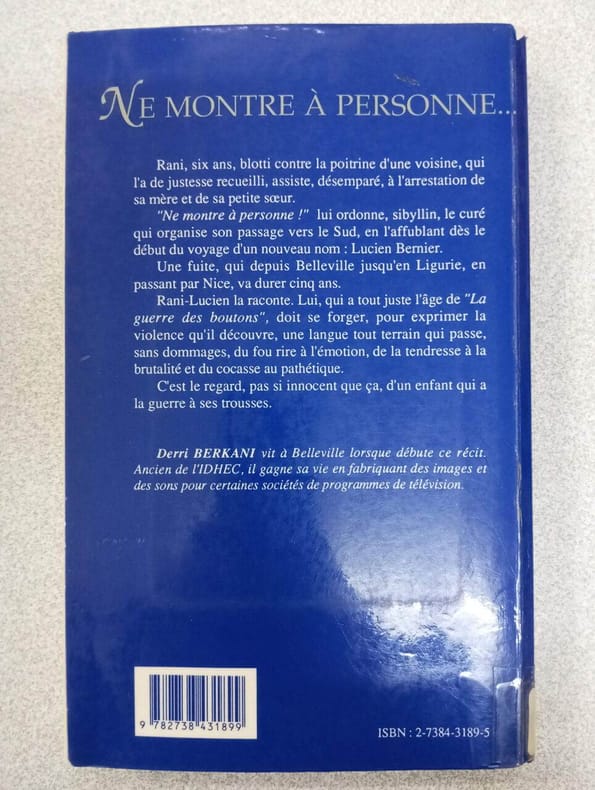 NE MONTRE À PERSONNE...
Rani, six ans, blotti contre la poitrine d'une voisine, qui
l'a de justesse recueilli, assiste, désemparé, à l'arrestation de
sa mère et de sa petite sœur.
"Ne montre à personne !" lui ordonne, sibyllin, le curé
qui organise son passage vers le Sud, en l'affublant dès le
début du voyage d'un nouveau nom : Lucien Bernier.
Une fuite, qui depuis Belleville jusqu'en Ligurie, en
passant par Nice, va durer cinq ans.
Rani-Lucien la raconte. Lui, qui a tout juste l'âge de "La
guerre des boutons", doit se forger, pour exprimer la
violence qu'il découvre, une langue tout terrain qui passe,
sans dommages, du fou rire à l'émotion, de la tendresse à la
brutalité et du cocasse au pathétique.
C'est le regard, pas si innocent que ça, d'un enfant qui a
la guerre à ses trousses.
Derri BERKANI vit à Belleville lorsque débute ce récit.
Ancien de l'IDHEC, il gagne sa vie en fabriquant des images et
des sons pour certaines sociétés de programmes de télévision.
9 782738 431899
ISBN : 2-7384-3189-5